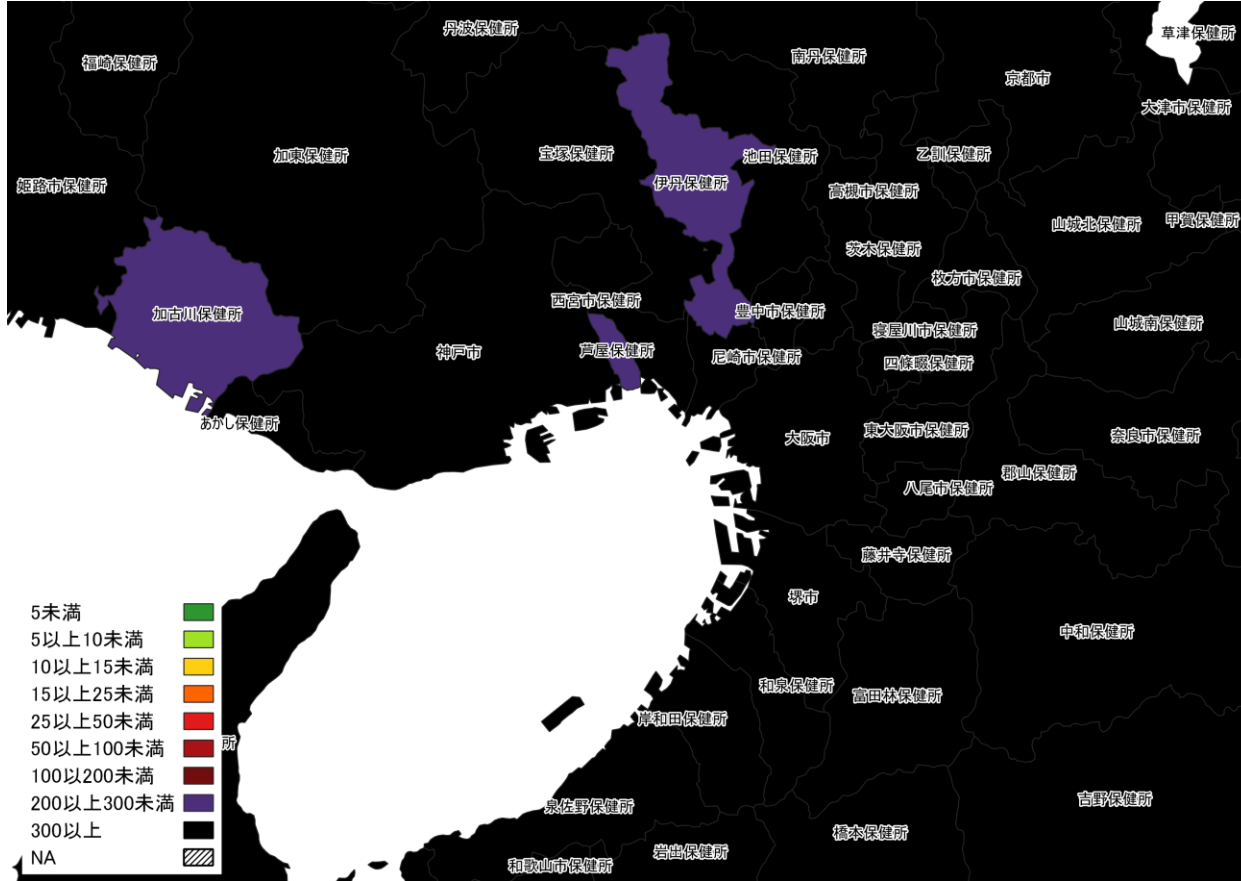 丹波保健所
草津保健所
福崎保健所
南丹保健所
京都市
大津市保健所
加東保健所
宝塚保健所
池田保健所
乙訓保健所
姫路市保健所
伊丹保健所
高槻市保健所
山城北保健所
甲賀保健所
茨木保健所
枚方市保健所
西宮市保健所
加古川保健所
豊中市保健所
寝屋川市保健所
山城南保健所
神戸市
芦屋保健所
尼崎市保健所
四條畷保健所
あかし保健所
大阪市
東大阪市保健所
奈良市保健所
郡山保健所
八尾市保健所
藤井寺保健所
堺市
中和保健所
和泉保健所
富田林保健所
岸和田保健所
泉佐野保健所
吉野保健所
橋本保健所
岩出保健所
和歌山市保健所
5未満
5以上10未満
10以上15未満
15以上25未満
25以上50未満
50以上100未満
所
100以200未満
200以上300未満
300以上
NA